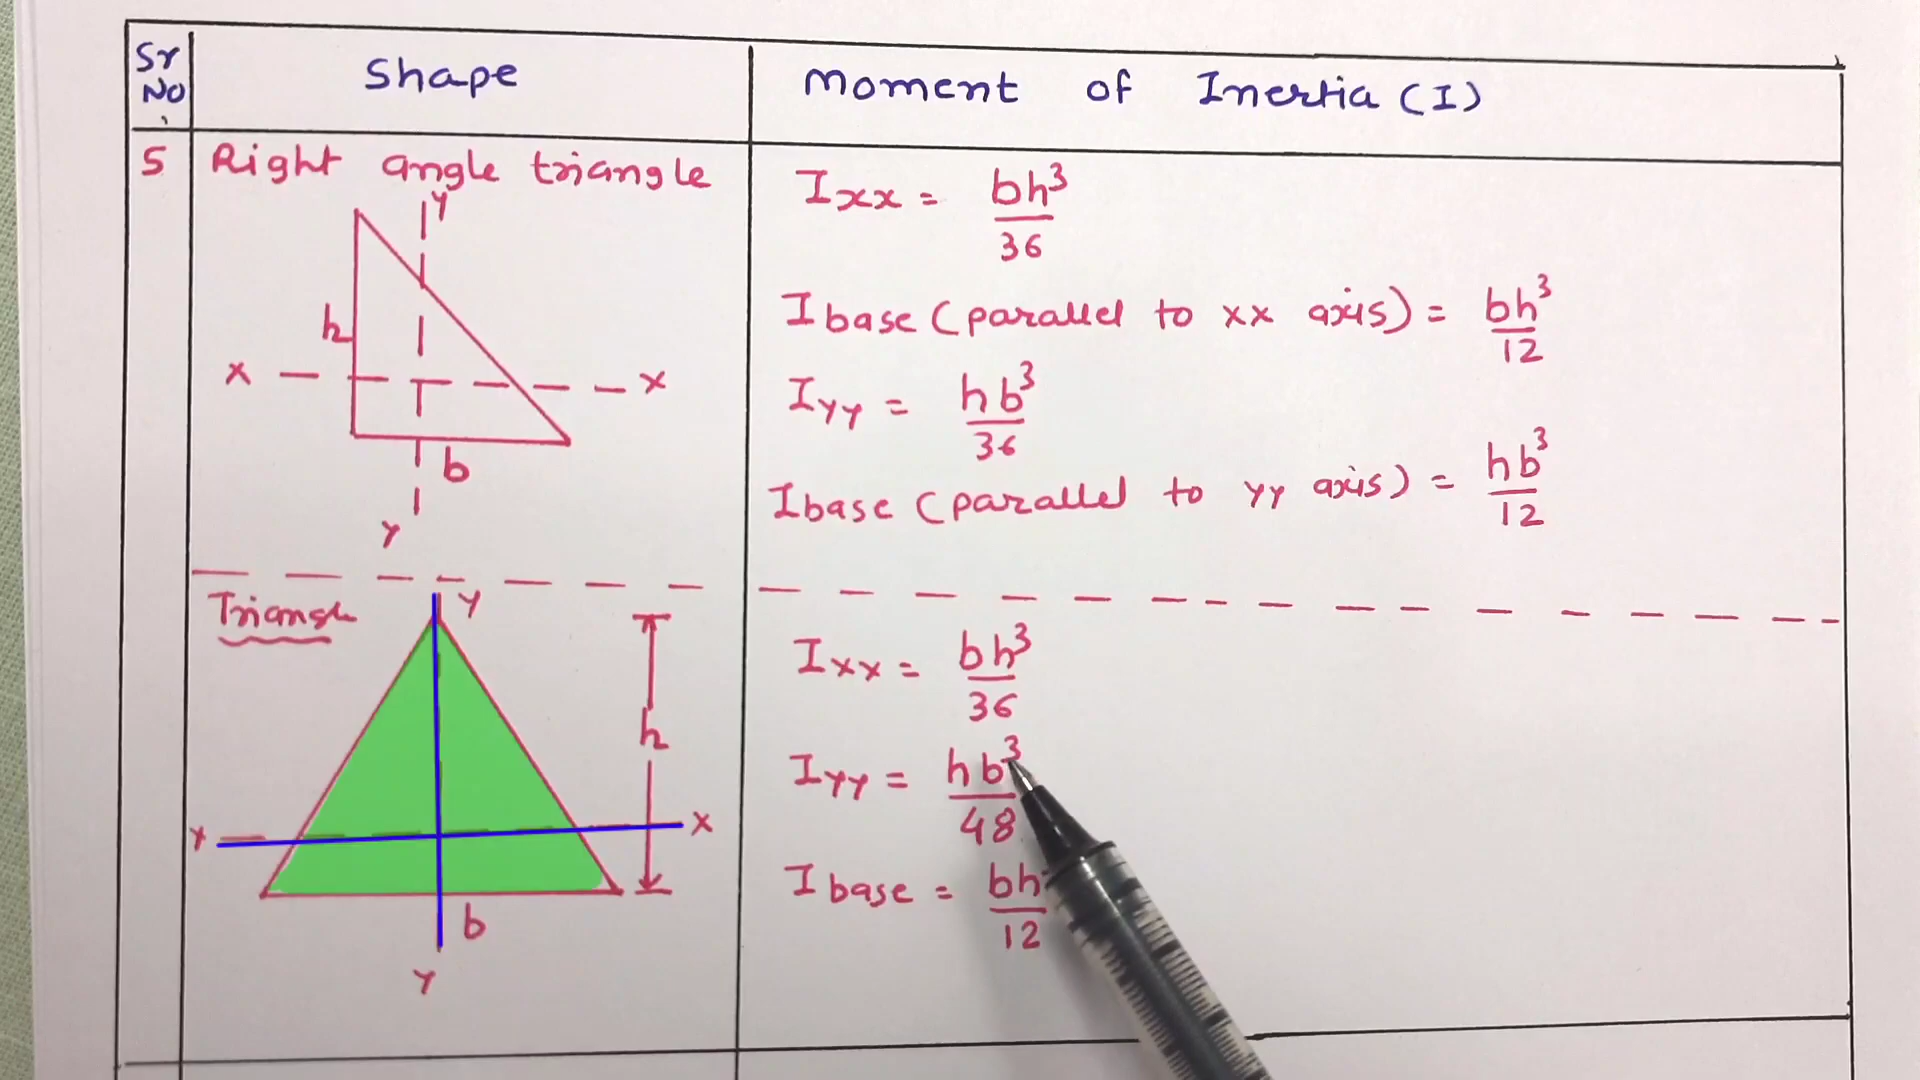 Sr No. Shape Moment of Inertia (I)
5 Right angle triangle
y
h
x x
b
y
Ixx = bh³/36
Ibase (parallel to xx axis) = bh³/12
Iyy = hb³/36
Ibase (parallel to yy axis) = hb³/12
Triangle
y
h
x x
b
y
Ixx = bh³/36
Iyy = hb³/48
Ibase = bh/12